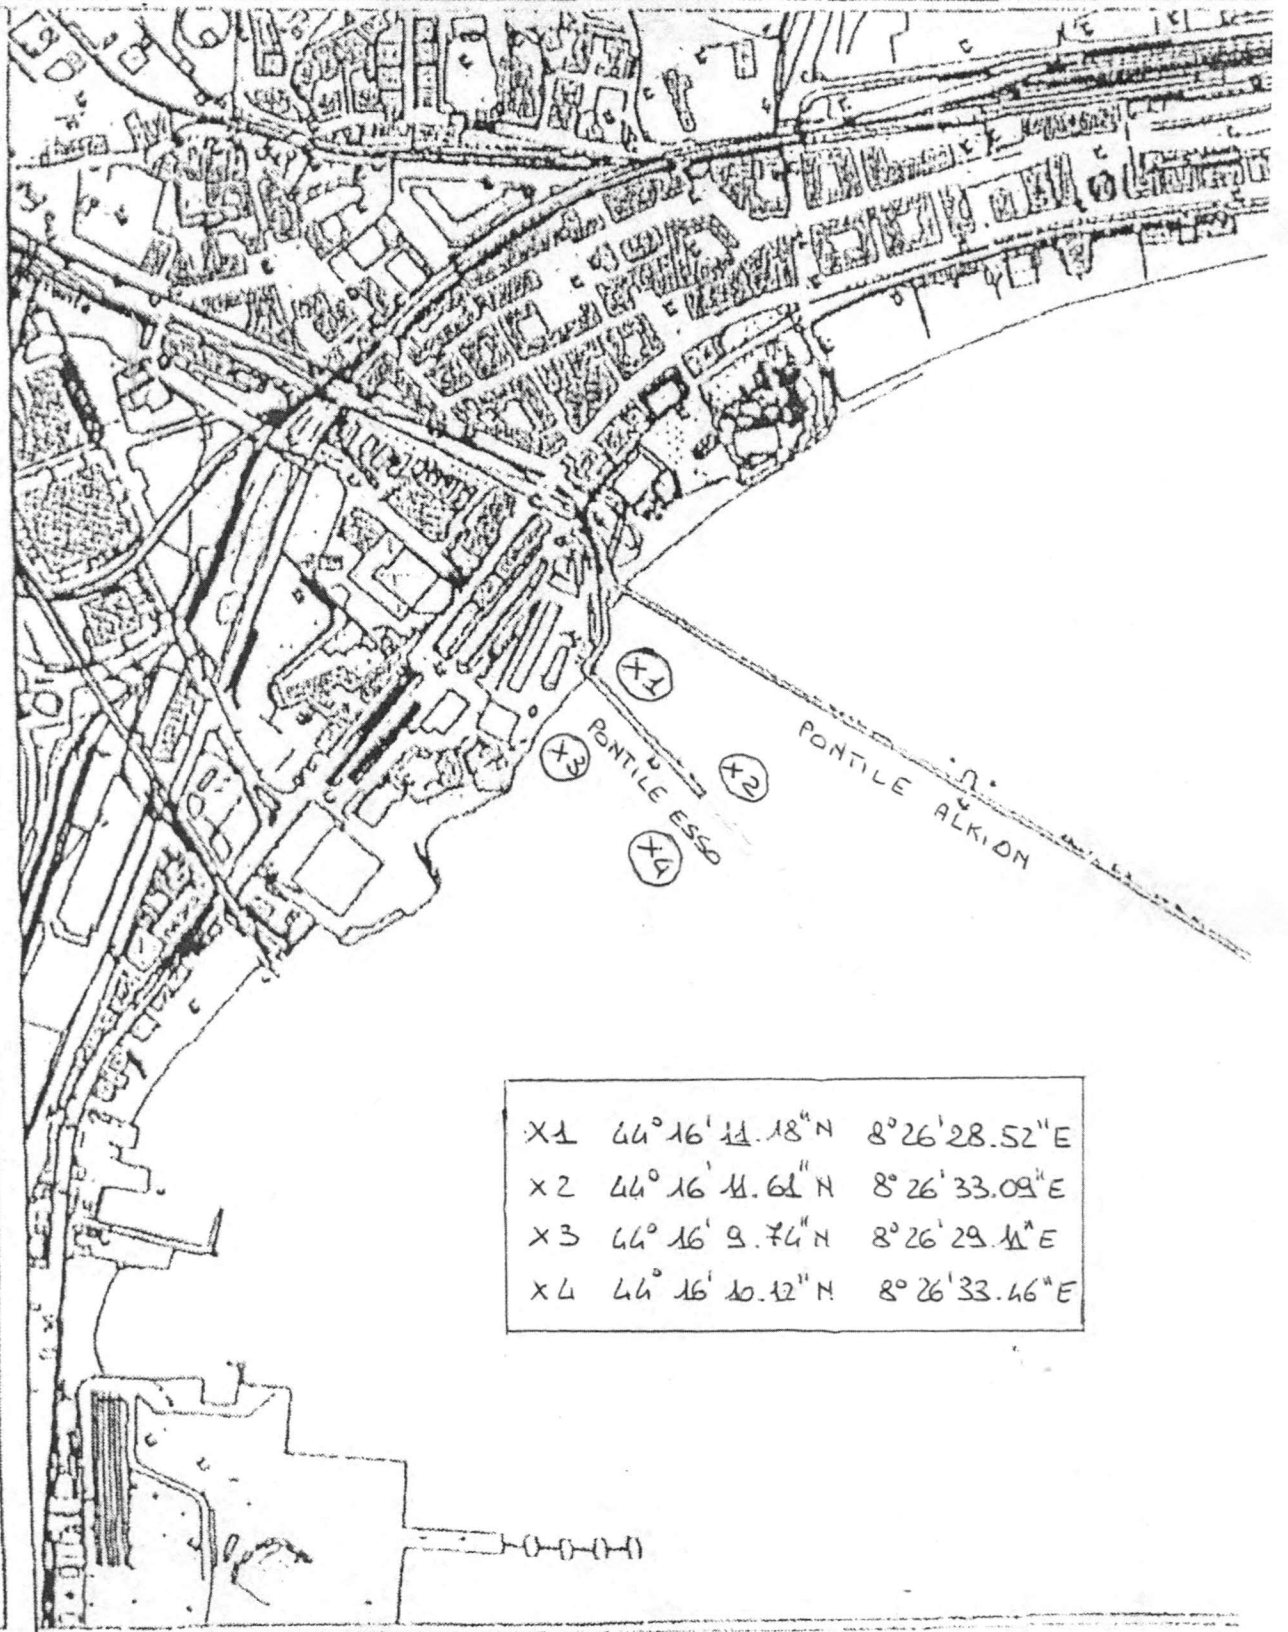 X1
PONTILE ESSO
X3
X2
X4
PONTILE ALKION
X1 44° 16' 11.18" N 8° 26' 28.52" E
X2 44° 16' 11.61" N 8° 26' 33.09" E
X3 44° 16' 9.74" N 8° 26' 29.11" E
X4 44° 16' 10.12" N 8° 26' 33.46" E